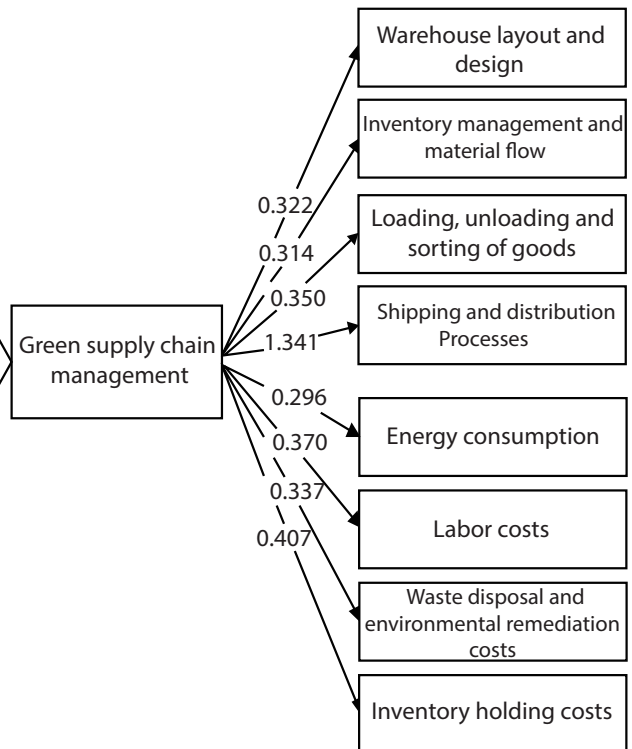 Warehouse layout and
design
Inventory management and
material flow
0.322
Loading, unloading and
sorting of goods
0.314
0.350
Shipping and distribution
Processes
1.341
Green supply chain
management
0.296
Energy consumption
0.370
0.337
Labor costs
0.407
Waste disposal and
environmental remediation
costs
Inventory holding costs